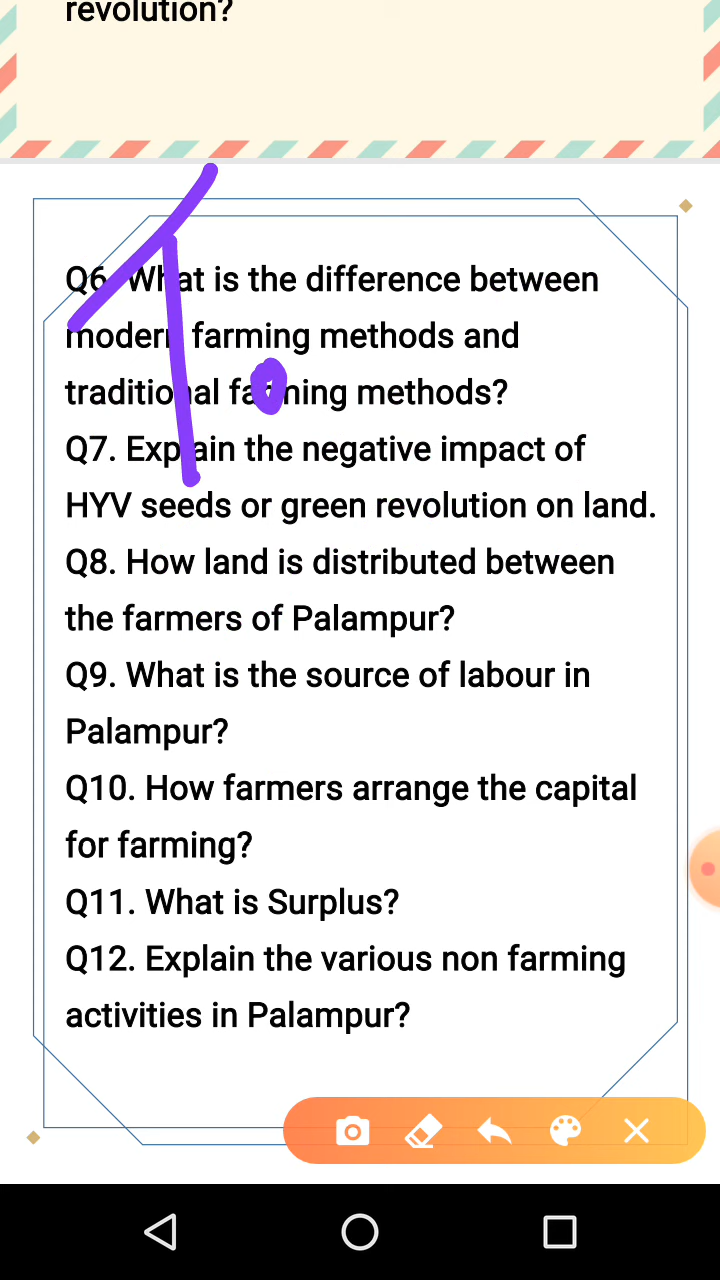 revolution?
Q6. What is the difference between
modern farming methods and
traditional farming methods?
Q7. Explain the negative impact of
HYV seeds or green revolution on land.
Q8. How land is distributed between
the farmers of Palampur?
Q9. What is the source of labour in
Palampur?
Q10. How farmers arrange the capital
for farming?
Q11. What is Surplus?
Q12. Explain the various non farming
activities in Palampur?